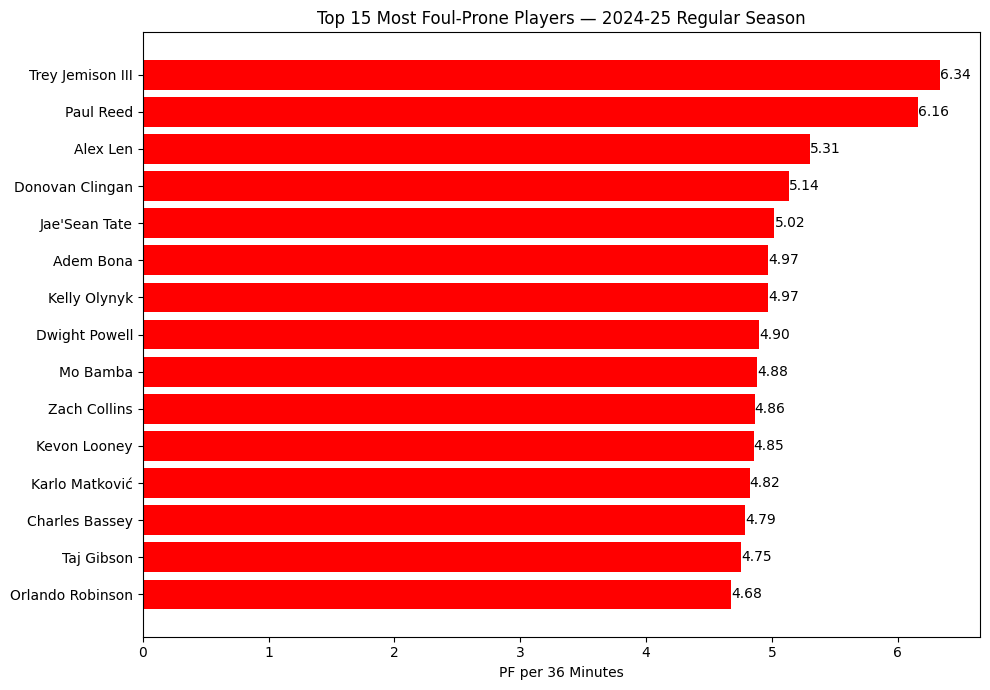 Top 15 Most Foul-Prone Players — 2024-25 Regular Season
Trey Jemison III 6.34
Paul Reed 6.16
Alex Len 5.31
Donovan Clingan 5.14
Jae'Sean Tate 5.02
Adem Bona 4.97
Kelly Olynyk 4.97
Dwight Powell 4.90
Mo Bamba 4.88
Zach Collins 4.86
Kevon Looney 4.85
Karlo Matković 4.82
Charles Bassey 4.79
Taj Gibson 4.75
Orlando Robinson 4.68
0 1 2 3 4 5 6
PF per 36 Minutes